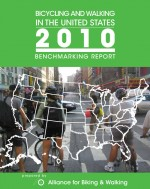 BICYCLING AND WALKING
IN THE UNITED STATES
2010
BENCHMARKING REPORT
Alliance for Biking & Walking